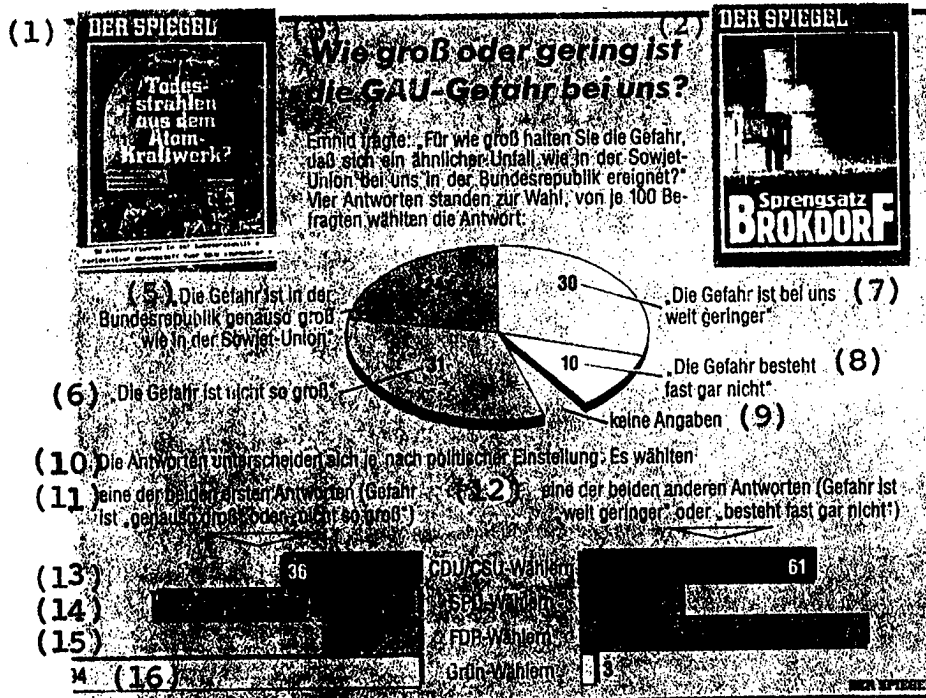 (1)
DER SPIEGEL
Todes-
strahlen
aus dem
Atom-
kraftwerk?
(2)
DER SPIEGEL
Sprengsatz
BROKDORF
Wie groß oder gering ist
die GAU-Gefahr bei uns?
Emnid fragte: „Für wie groß halten Sie die Gefahr,
daß sich ein ähnlicher Unfall wie in der Sowjet-
Union bei uns in der Bundesrepublik ereignet?"
Vier Antworten standen zur Wahl, von je 100 Be-
fragten wählten die Antwort:
(5) „Die Gefahr ist in der
Bundesrepublik genauso groß
wie in der Sowjet-Union"
30
„Die Gefahr ist bei uns (7)
weit geringer"
31
(6) „Die Gefahr ist nicht so groß"
10
„Die Gefahr besteht (8)
fast gar nicht"
keine Angaben (9)
(10) Die Antworten unterscheiden sich je nach politischer Einstellung. Es wählten
(11) eine der beiden ersten Antworten (Gefahr
ist „genauso groß" oder „nicht so groß")
(12) eine der beiden anderen Antworten (Gefahr ist
„weit geringer" oder „besteht fast gar nicht")
(13) 36 CDU/CSU-Wählern 61
(14) SPD-Wählern
(15) FDP-Wählern
(16) Grün-Wählern 3
DER SPIEGEL